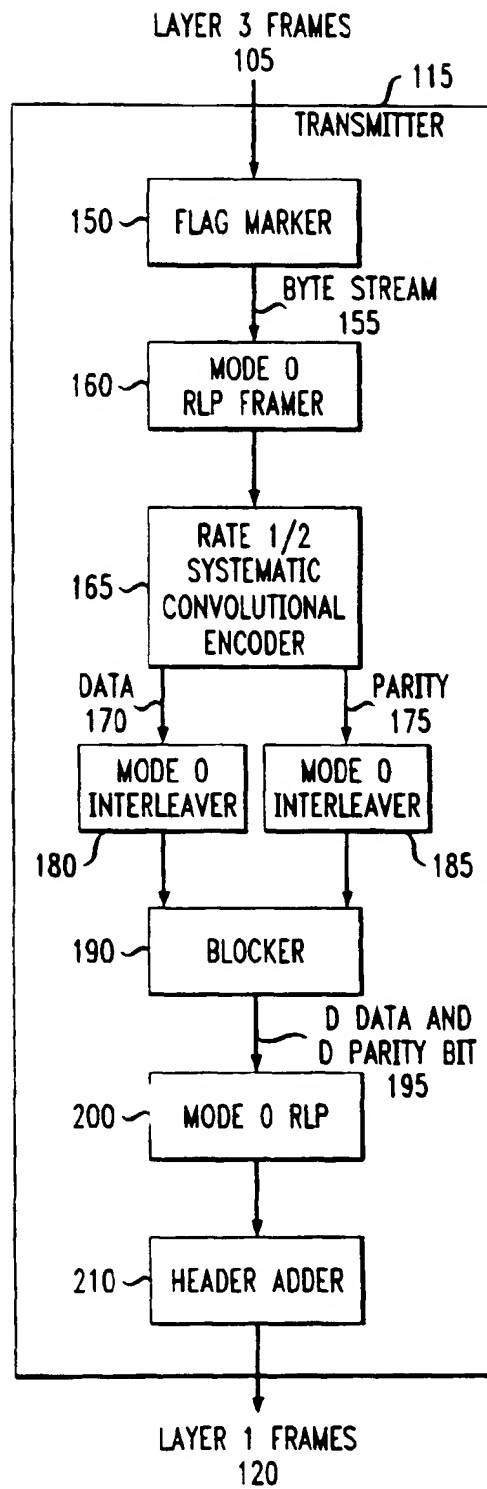 LAYER 3 FRAMES
105
115
TRANSMITTER
150
FLAG MARKER
BYTE STREAM
155
160
MODE 0
RLP FRAMER
165
RATE 1/2
SYSTEMATIC
CONVOLUTIONAL
ENCODER
DATA
170
PARITY
175
MODE 0
INTERLEAVER
180
MODE 0
INTERLEAVER
185
190
BLOCKER
D DATA AND
D PARITY BIT
195
200
MODE 0 RLP
210
HEADER ADDER
LAYER 1 FRAMES
120